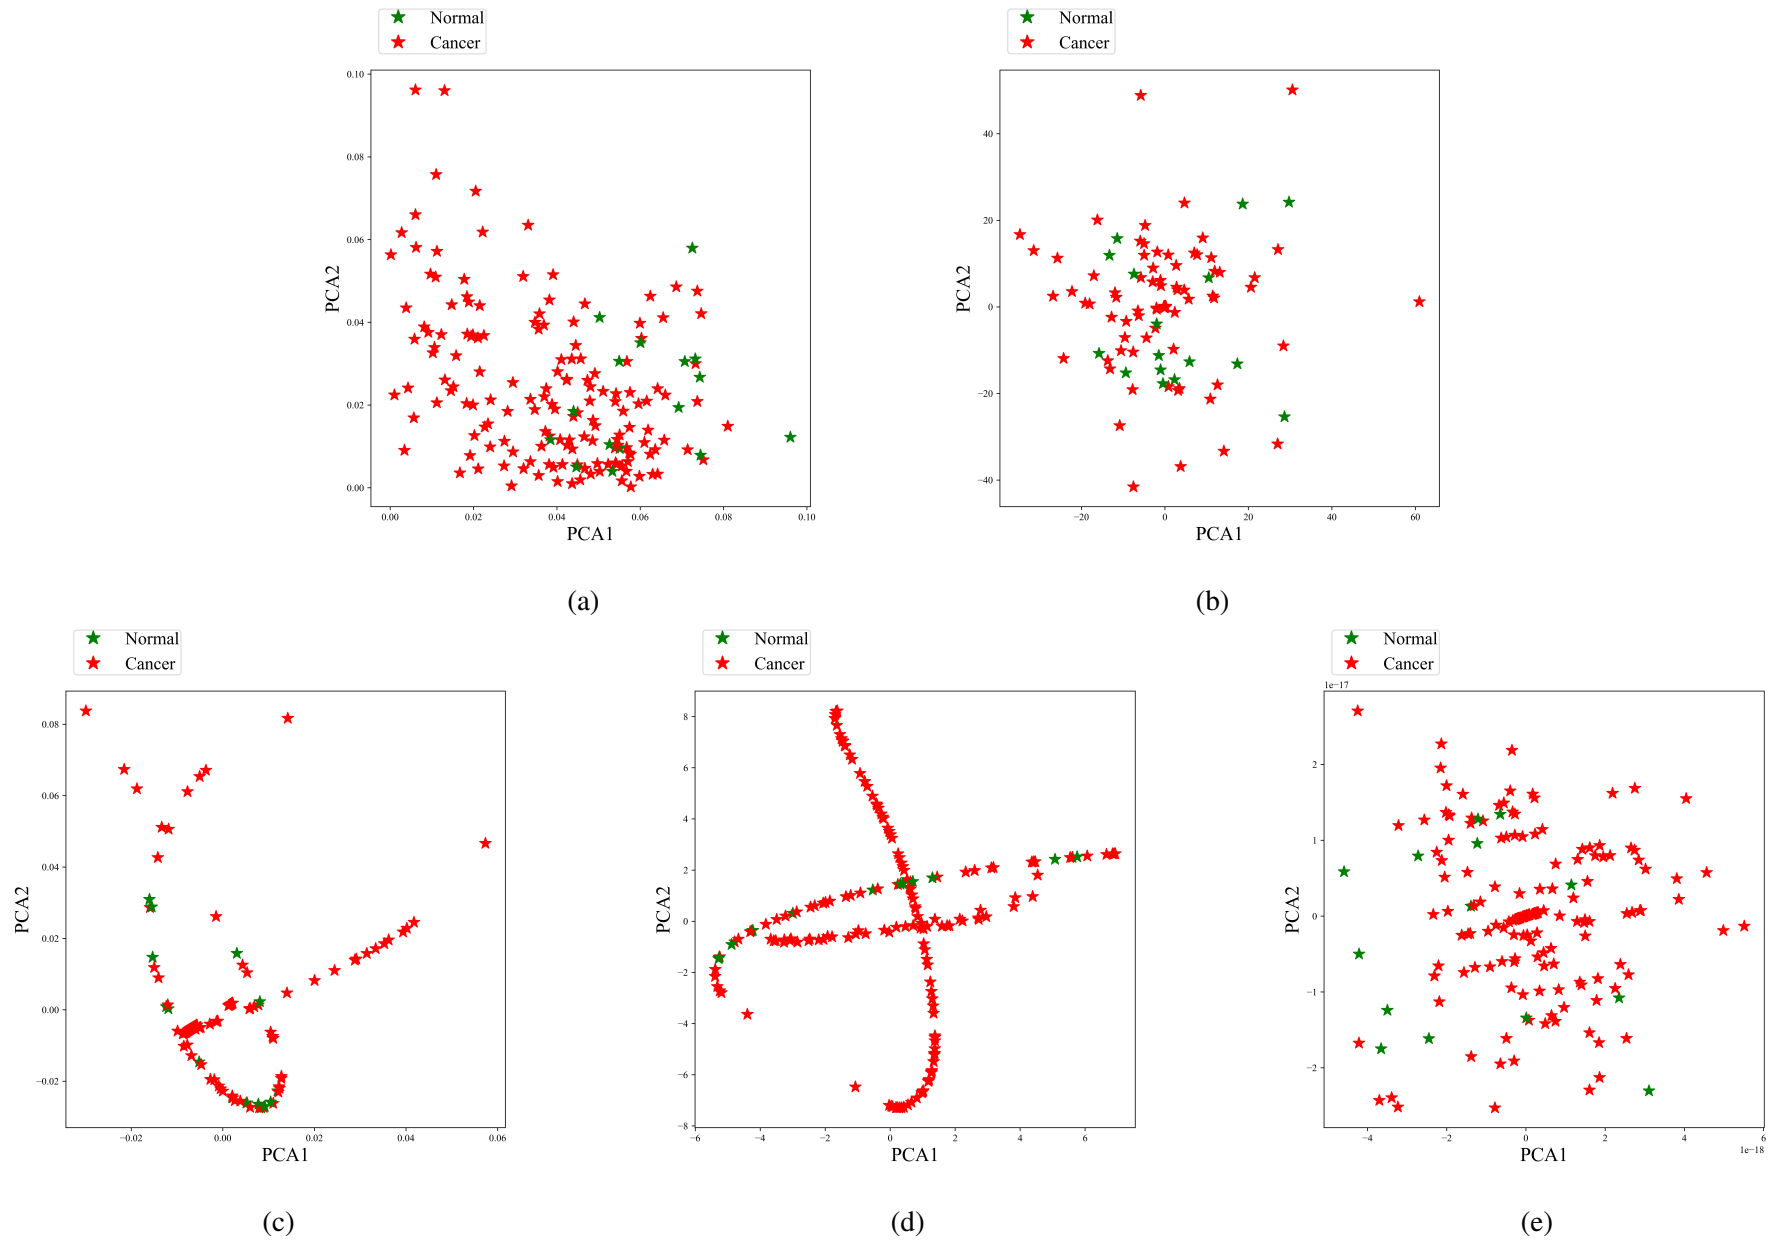 Normal
Cancer
0.10
0.08
0.06
0.04
0.02
0.00
PCA2
0.00 0.02 0.04 0.06 0.08 0.10
PCA1
(a)
Normal
Cancer
40
20
0
−20
−40
PCA2
−20 0 20 40 60
PCA1
(b)
Normal
Cancer
0.08
0.06
0.04
0.02
0.00
−0.02
PCA2
−0.02 0.00 0.02 0.04 0.06
PCA1
(c)
Normal
Cancer
8
6
4
2
0
−2
−4
−6
−8
PCA2
−6 −4 −2 0 2 4 6
PCA1
(d)
Normal
Cancer
1e−17
2
1
0
−1
−2
PCA2
−4 −2 0 2 4 6
PCA1
1e−18
(e)